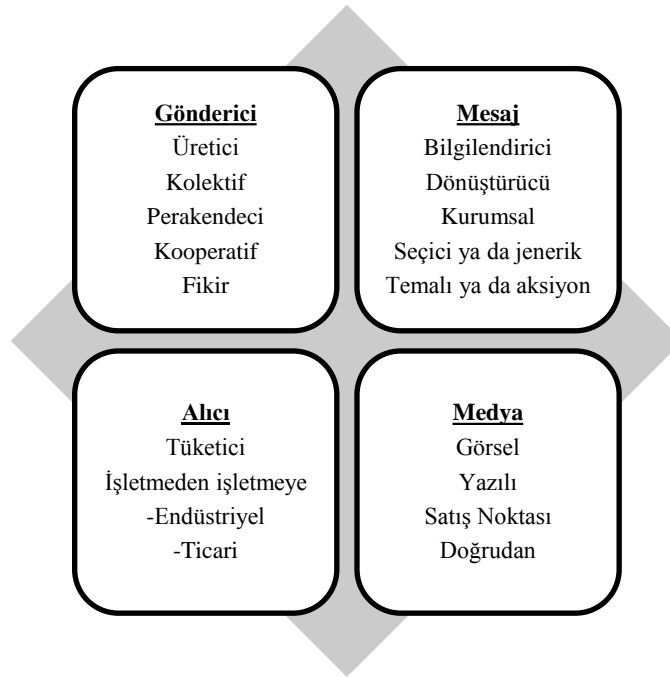 Gönderici
Üretici
Kolektif
Perakendeci
Kooperatif
Fikir
Mesaj
Bilgilendirici
Dönüştürücü
Kurumsal
Seçici ya da jenerik
Temalı ya da aksiyon
Alıcı
Tüketici
İşletmeden işletmeye
-Endüstriyel
-Ticari
Medya
Görsel
Yazılı
Satış Noktası
Doğrudan